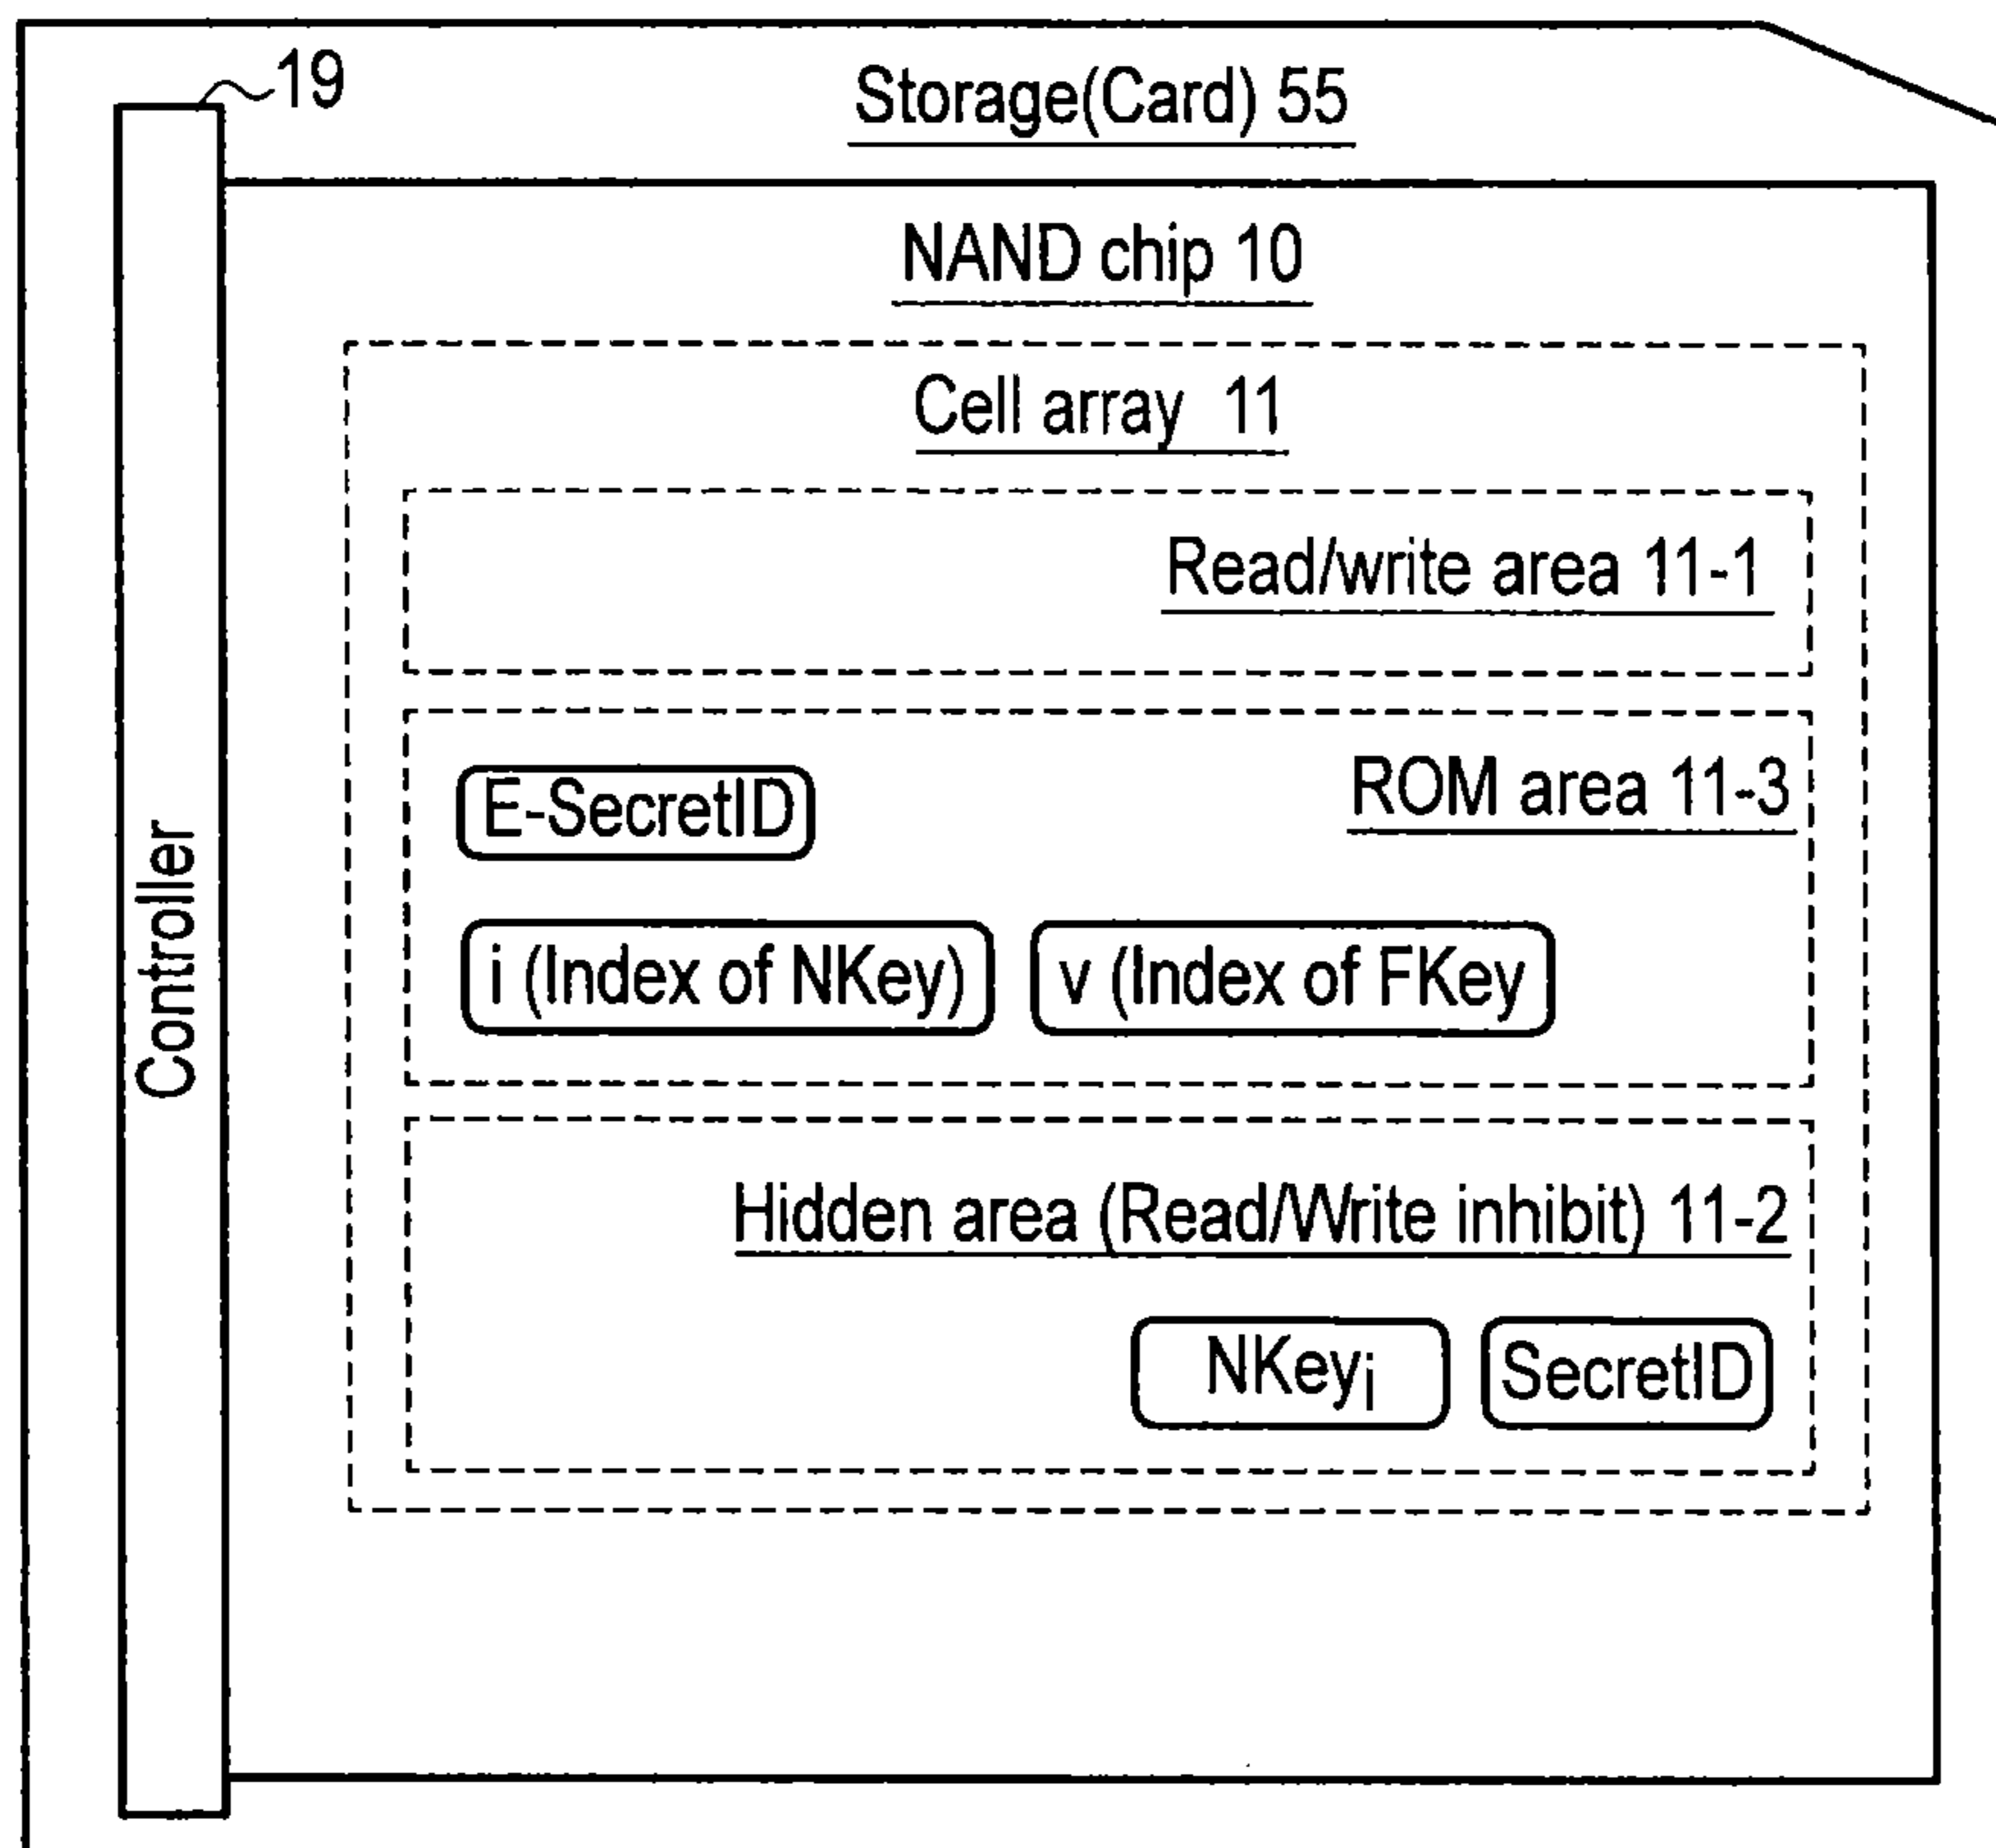 19
Storage(Card) 55
NAND chip 10
Cell array 11
Read/write area 11-1
E-SecretID
ROM area 11-3
i (Index of NKey)
v (Index of FKey
Controller
Hidden area (Read/Write inhibit) 11-2
NKeyi
SecretID